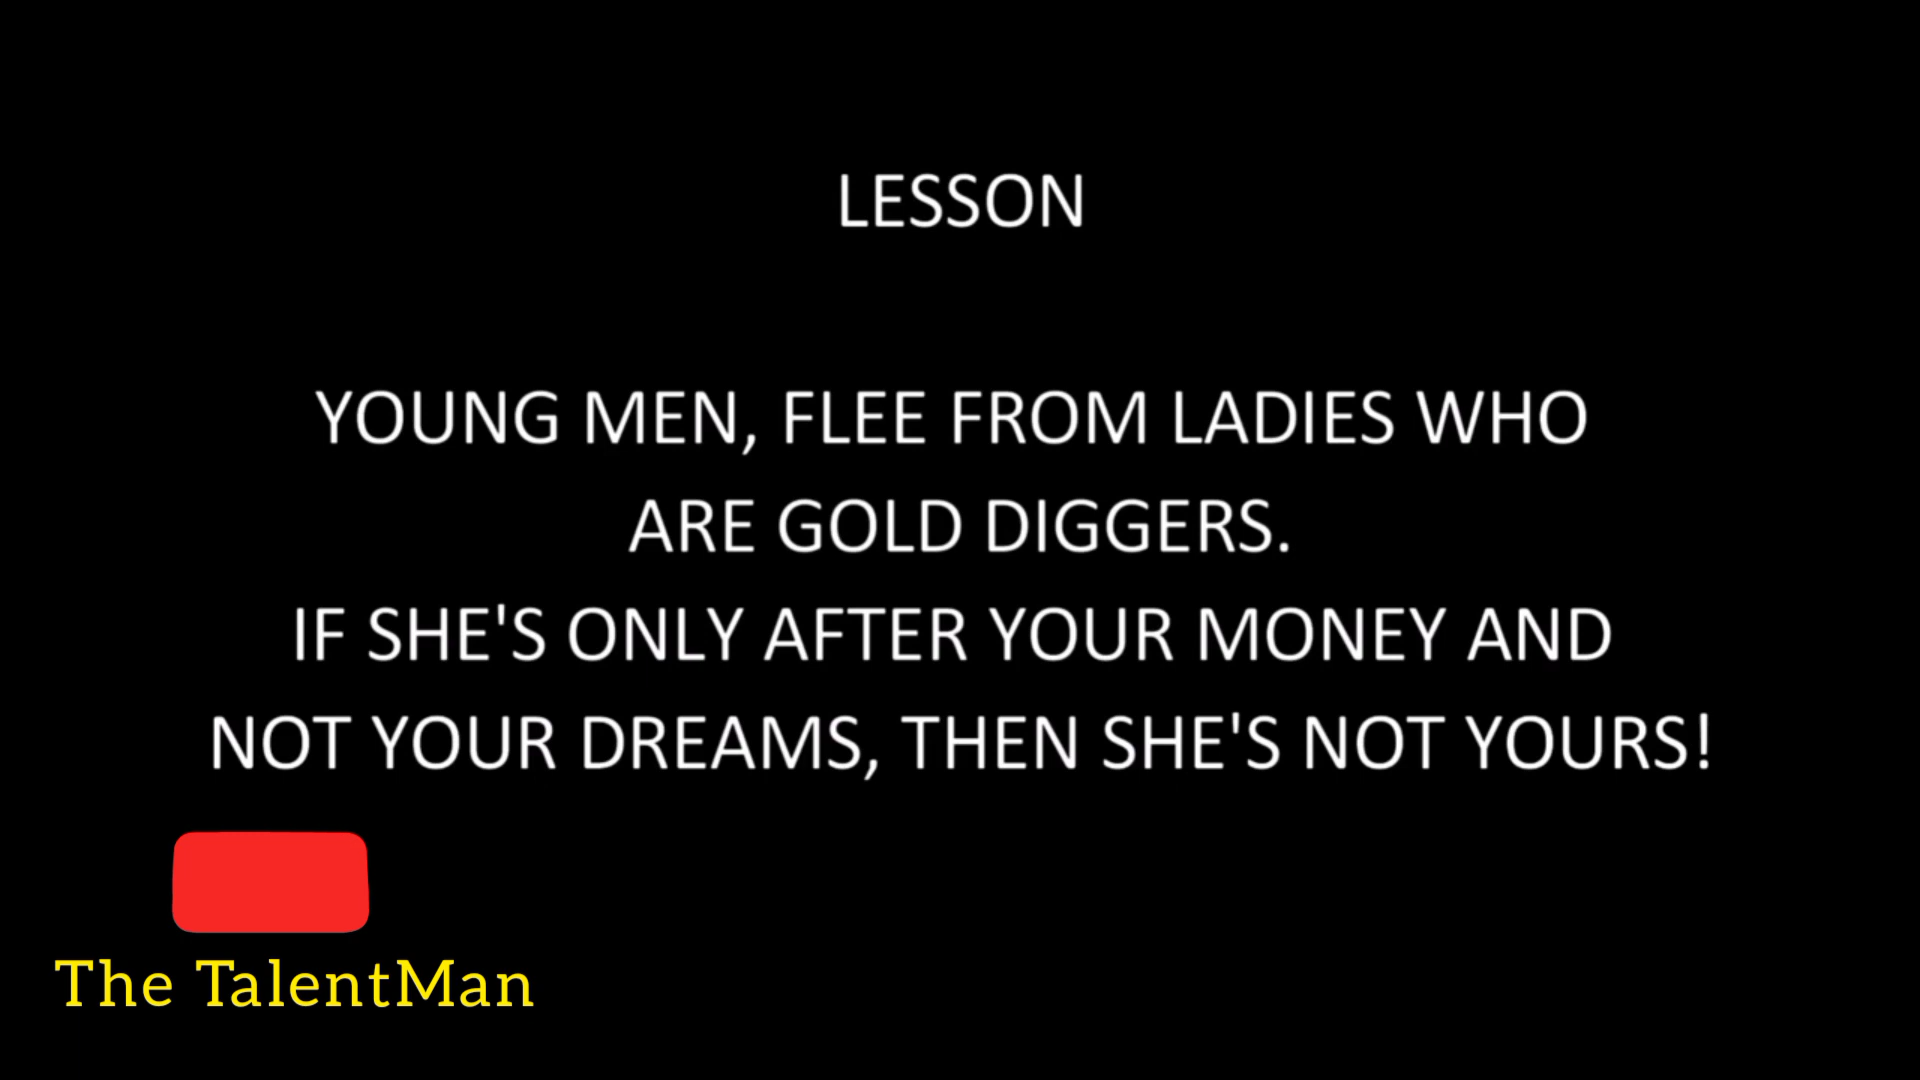 LESSON
YOUNG MEN, FLEE FROM LADIES WHO
ARE GOLD DIGGERS.
IF SHE'S ONLY AFTER YOUR MONEY AND
NOT YOUR DREAMS, THEN SHE'S NOT YOURS!
The TalentMan